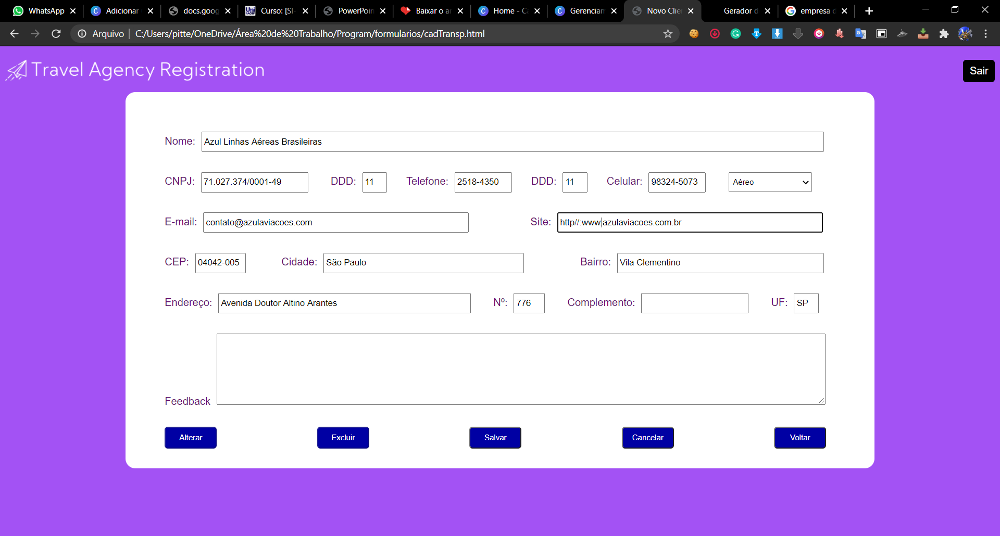 WhatsApp Adicionar docs.goog Curso: [SI- PowerPoin Baixar o ar Home - Ca Gerenciam Novo Clie Gerador d empresa d
Arquivo C:/Users/pitte/OneDrive/Área%20de%20Trabalho/Program/formularios/cadTransp.html
Travel Agency Registration Sair
Nome: Azul Linhas Aéreas Brasileiras
CNPJ: 71.027.374/0001-49 DDD: 11 Telefone: 2518-4350 DDD: 11 Celular: 98324-5073 Aéreo
E-mail: contato@azulaviacoes.com Site: http//:www.azulaviacoes.com.br
CEP: 04042-005 Cidade: São Paulo Bairro: Vila Clementino
Endereço: Avenida Doutor Altino Arantes Nº: 776 Complemento: UF: SP
Feedback
Alterar Excluir Salvar Cancelar Voltar